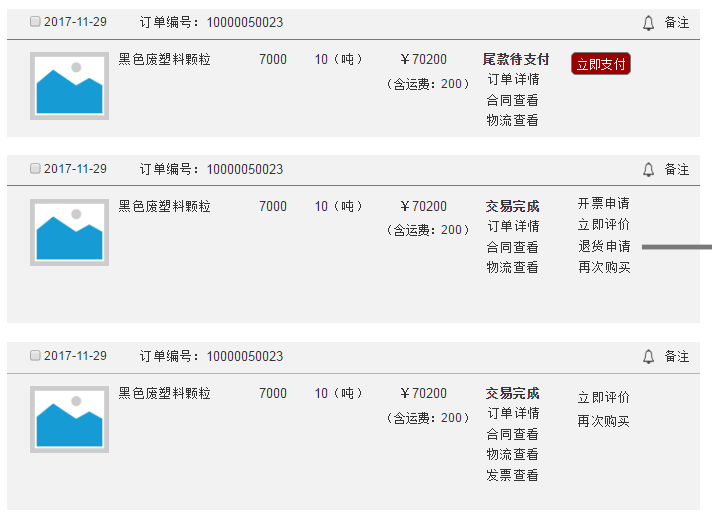 2017-11-29 订单编号：10000050023 备注
黑色废塑料颗粒 7000 10（吨） ￥70200 尾款待支付 立即支付
（含运费：200） 订单详情
合同查看
物流查看
2017-11-29 订单编号：10000050023 备注
黑色废塑料颗粒 7000 10（吨） ￥70200 交易完成 开票申请
（含运费：200） 订单详情 立即评价
合同查看 退货申请
物流查看 再次购买
2017-11-29 订单编号：10000050023 备注
黑色废塑料颗粒 7000 10（吨） ￥70200 交易完成 立即评价
（含运费：200） 订单详情 再次购买
合同查看
物流查看
发票查看